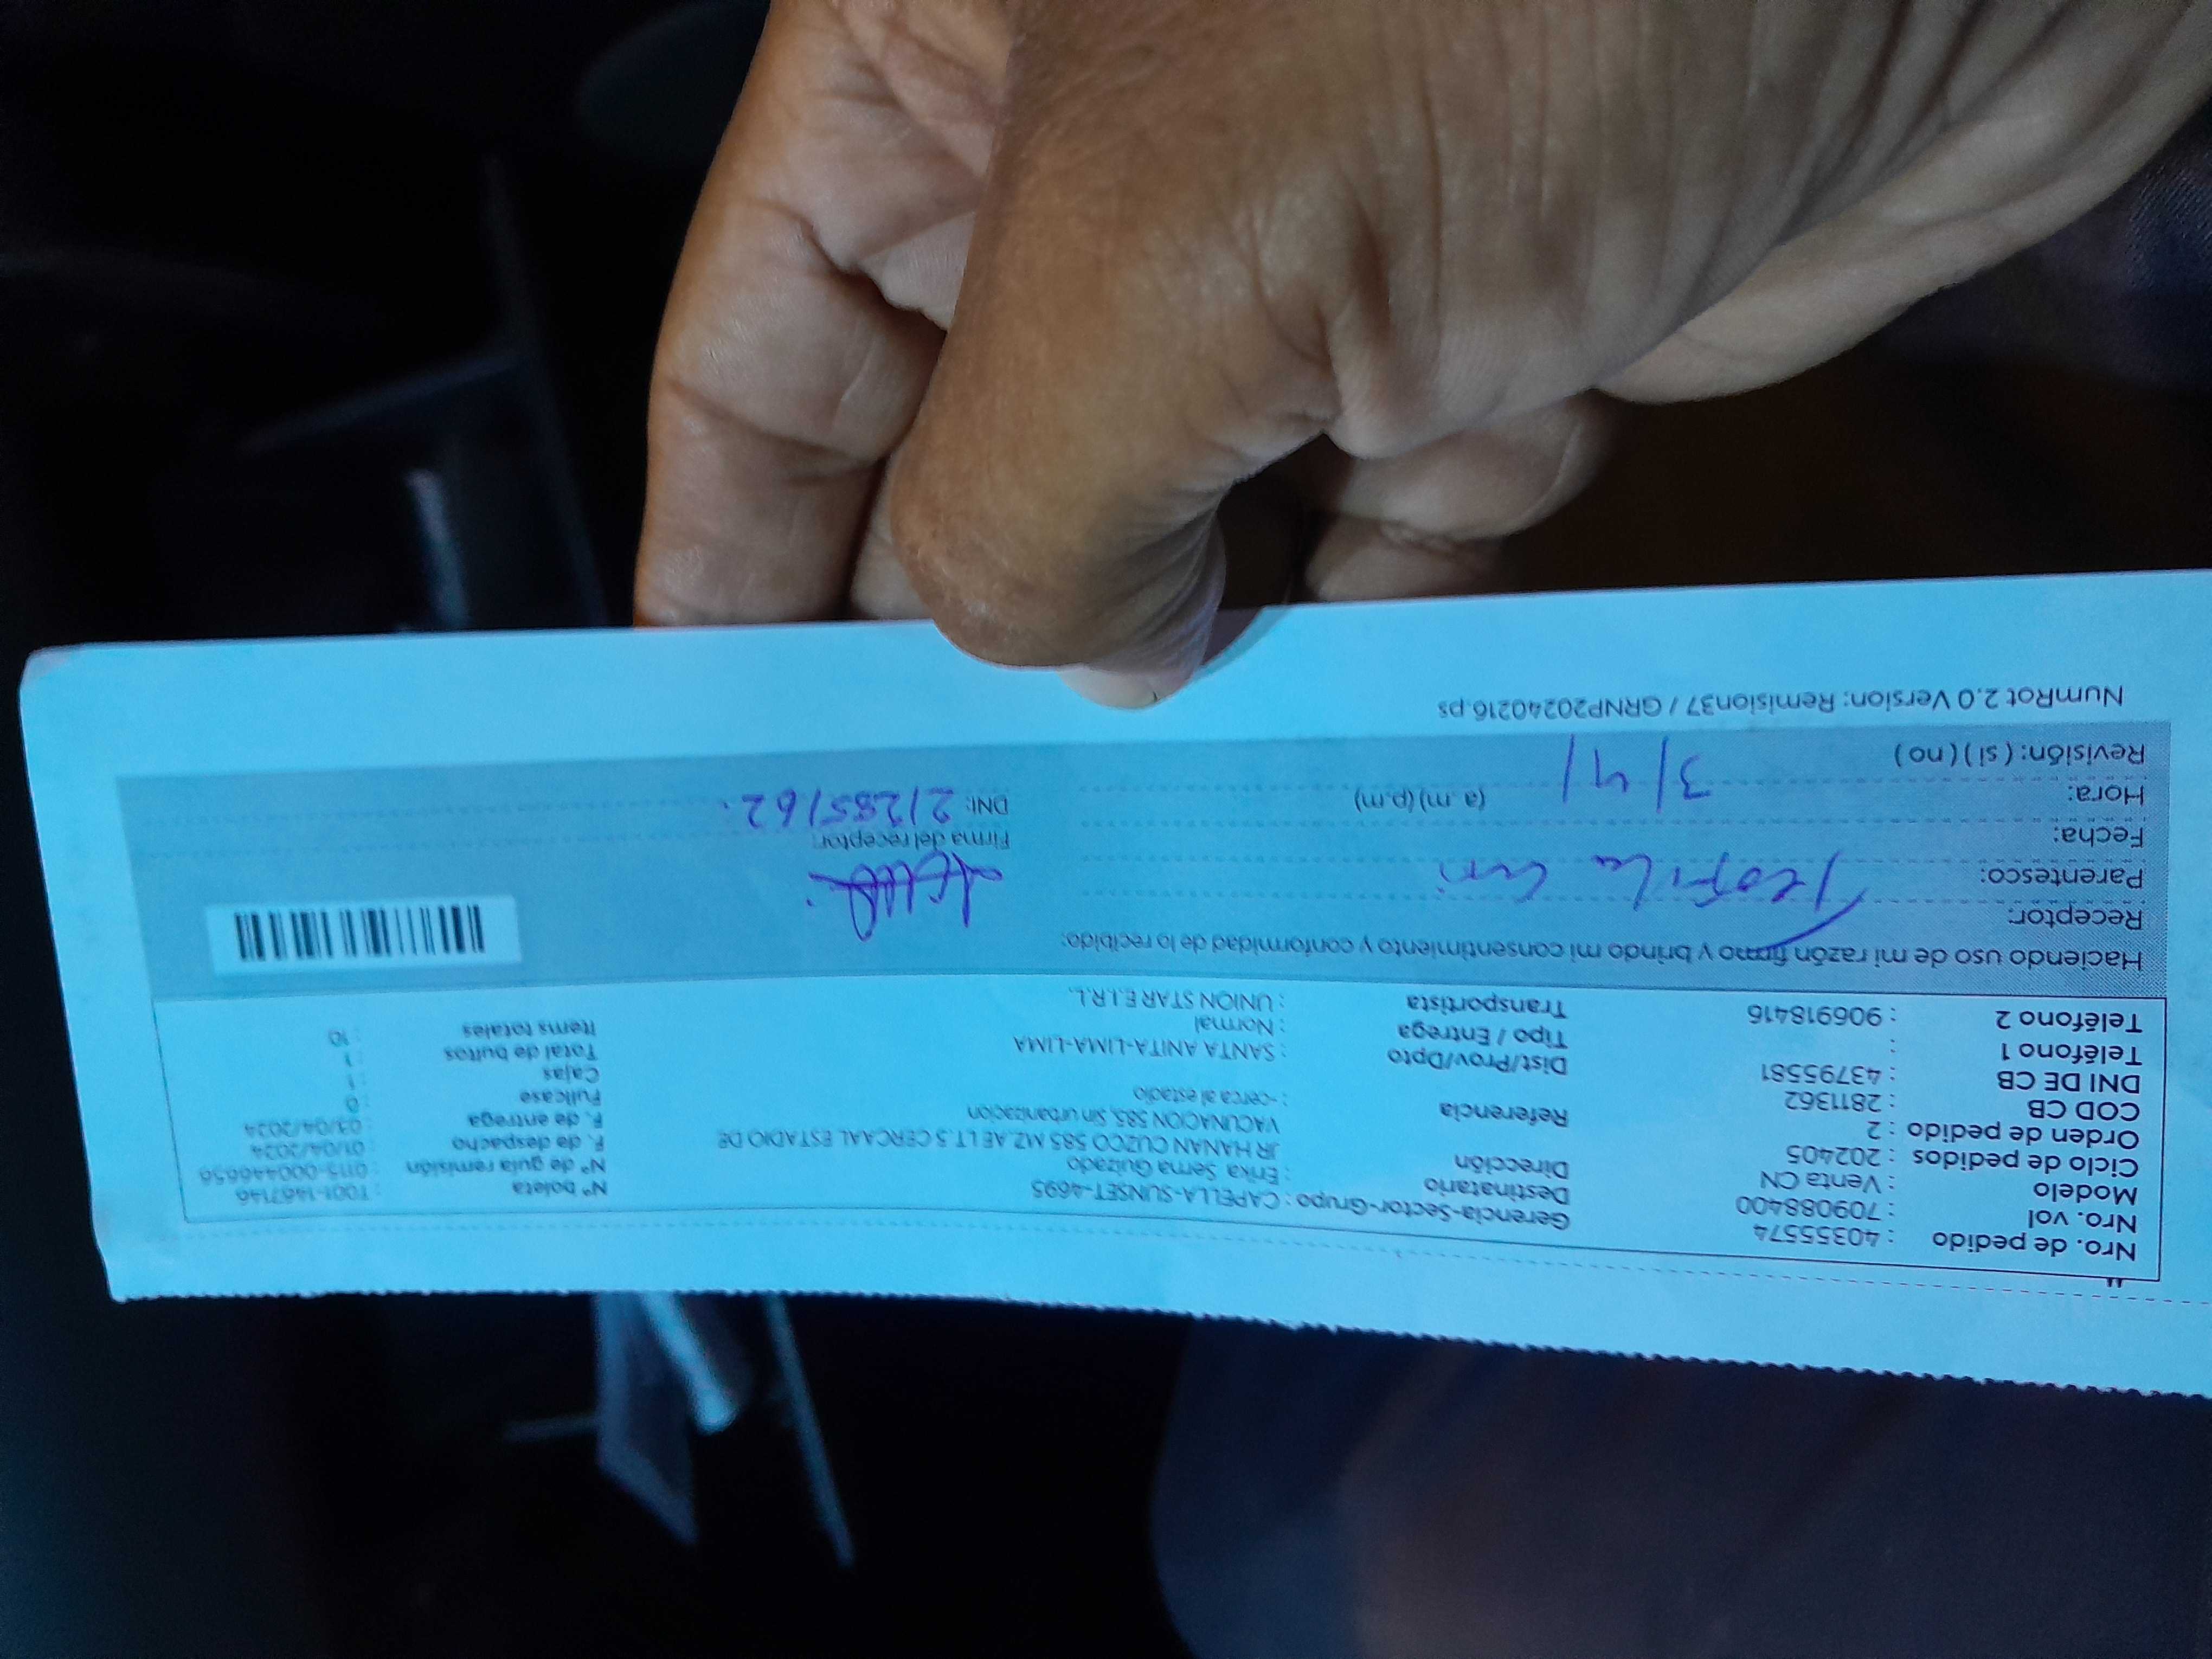 Nro. de pedido : 40355574
Nro. vol : 709088400
Modelo : Venta CN
Ciclo de pedidos : 202405
Orden de pedido : 2
COD CB : 2811362
DNI DE CB : 43795581
Teléfono 1 :
Teléfono 2 : 906918416
Gerencia-Sector-Grupo : CAPELLA-SUNSET-4695
Destinatario : Erika Serna Guizado
Dirección JR HANAN CUZCO 585 MZ.AE LT.5 CERCA AL ESTADIO DE
VACUNACION 585, Sin urbanizacion
Referencia : -cerca al estadio
Dist/Prov/Dpto : SANTA ANITA-LIMA-LIMA
Tipo / Entrega : Normal
Transportista : UNION STAR E.I.R.L.
N° boleta : T001-1467146
N° de guía remisión : 0115-000446656
F. de despacho : 01/04/2024
F. de entrega : 03/04/2024
Fullcase : 0
Cajas : 1
Total de bultos : 1
Items totales : 10
Haciendo uso de mi razón firmo y brindo mi consentimiento y conformidad de lo recibido:
Receptor:
Parentesco:
Fecha:
Hora: 3/4/ (a.m) (p.m)
Revisión: ( si ) ( no )
Firma del receptor:
DNI:
NumRot 2.0 Version: Remision37 / GRNP20240216.ps